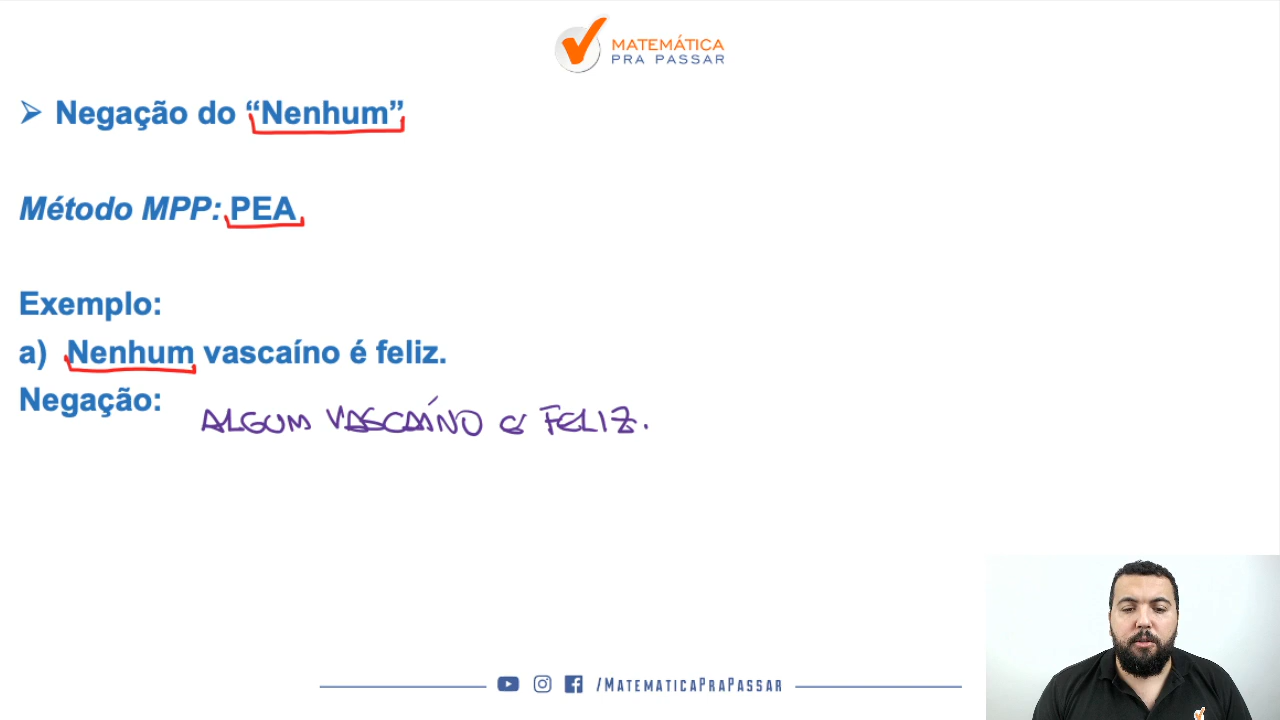 MATEMÁTICA
PRA PASSAR
➢ Negação do “Nenhum”
Método MPP: PEA
Exemplo:
a) Nenhum vascaíno é feliz.
Negação:
ALGUM VASCAÍNO é FELIZ.
/MATEMATICAPRAPASSAR